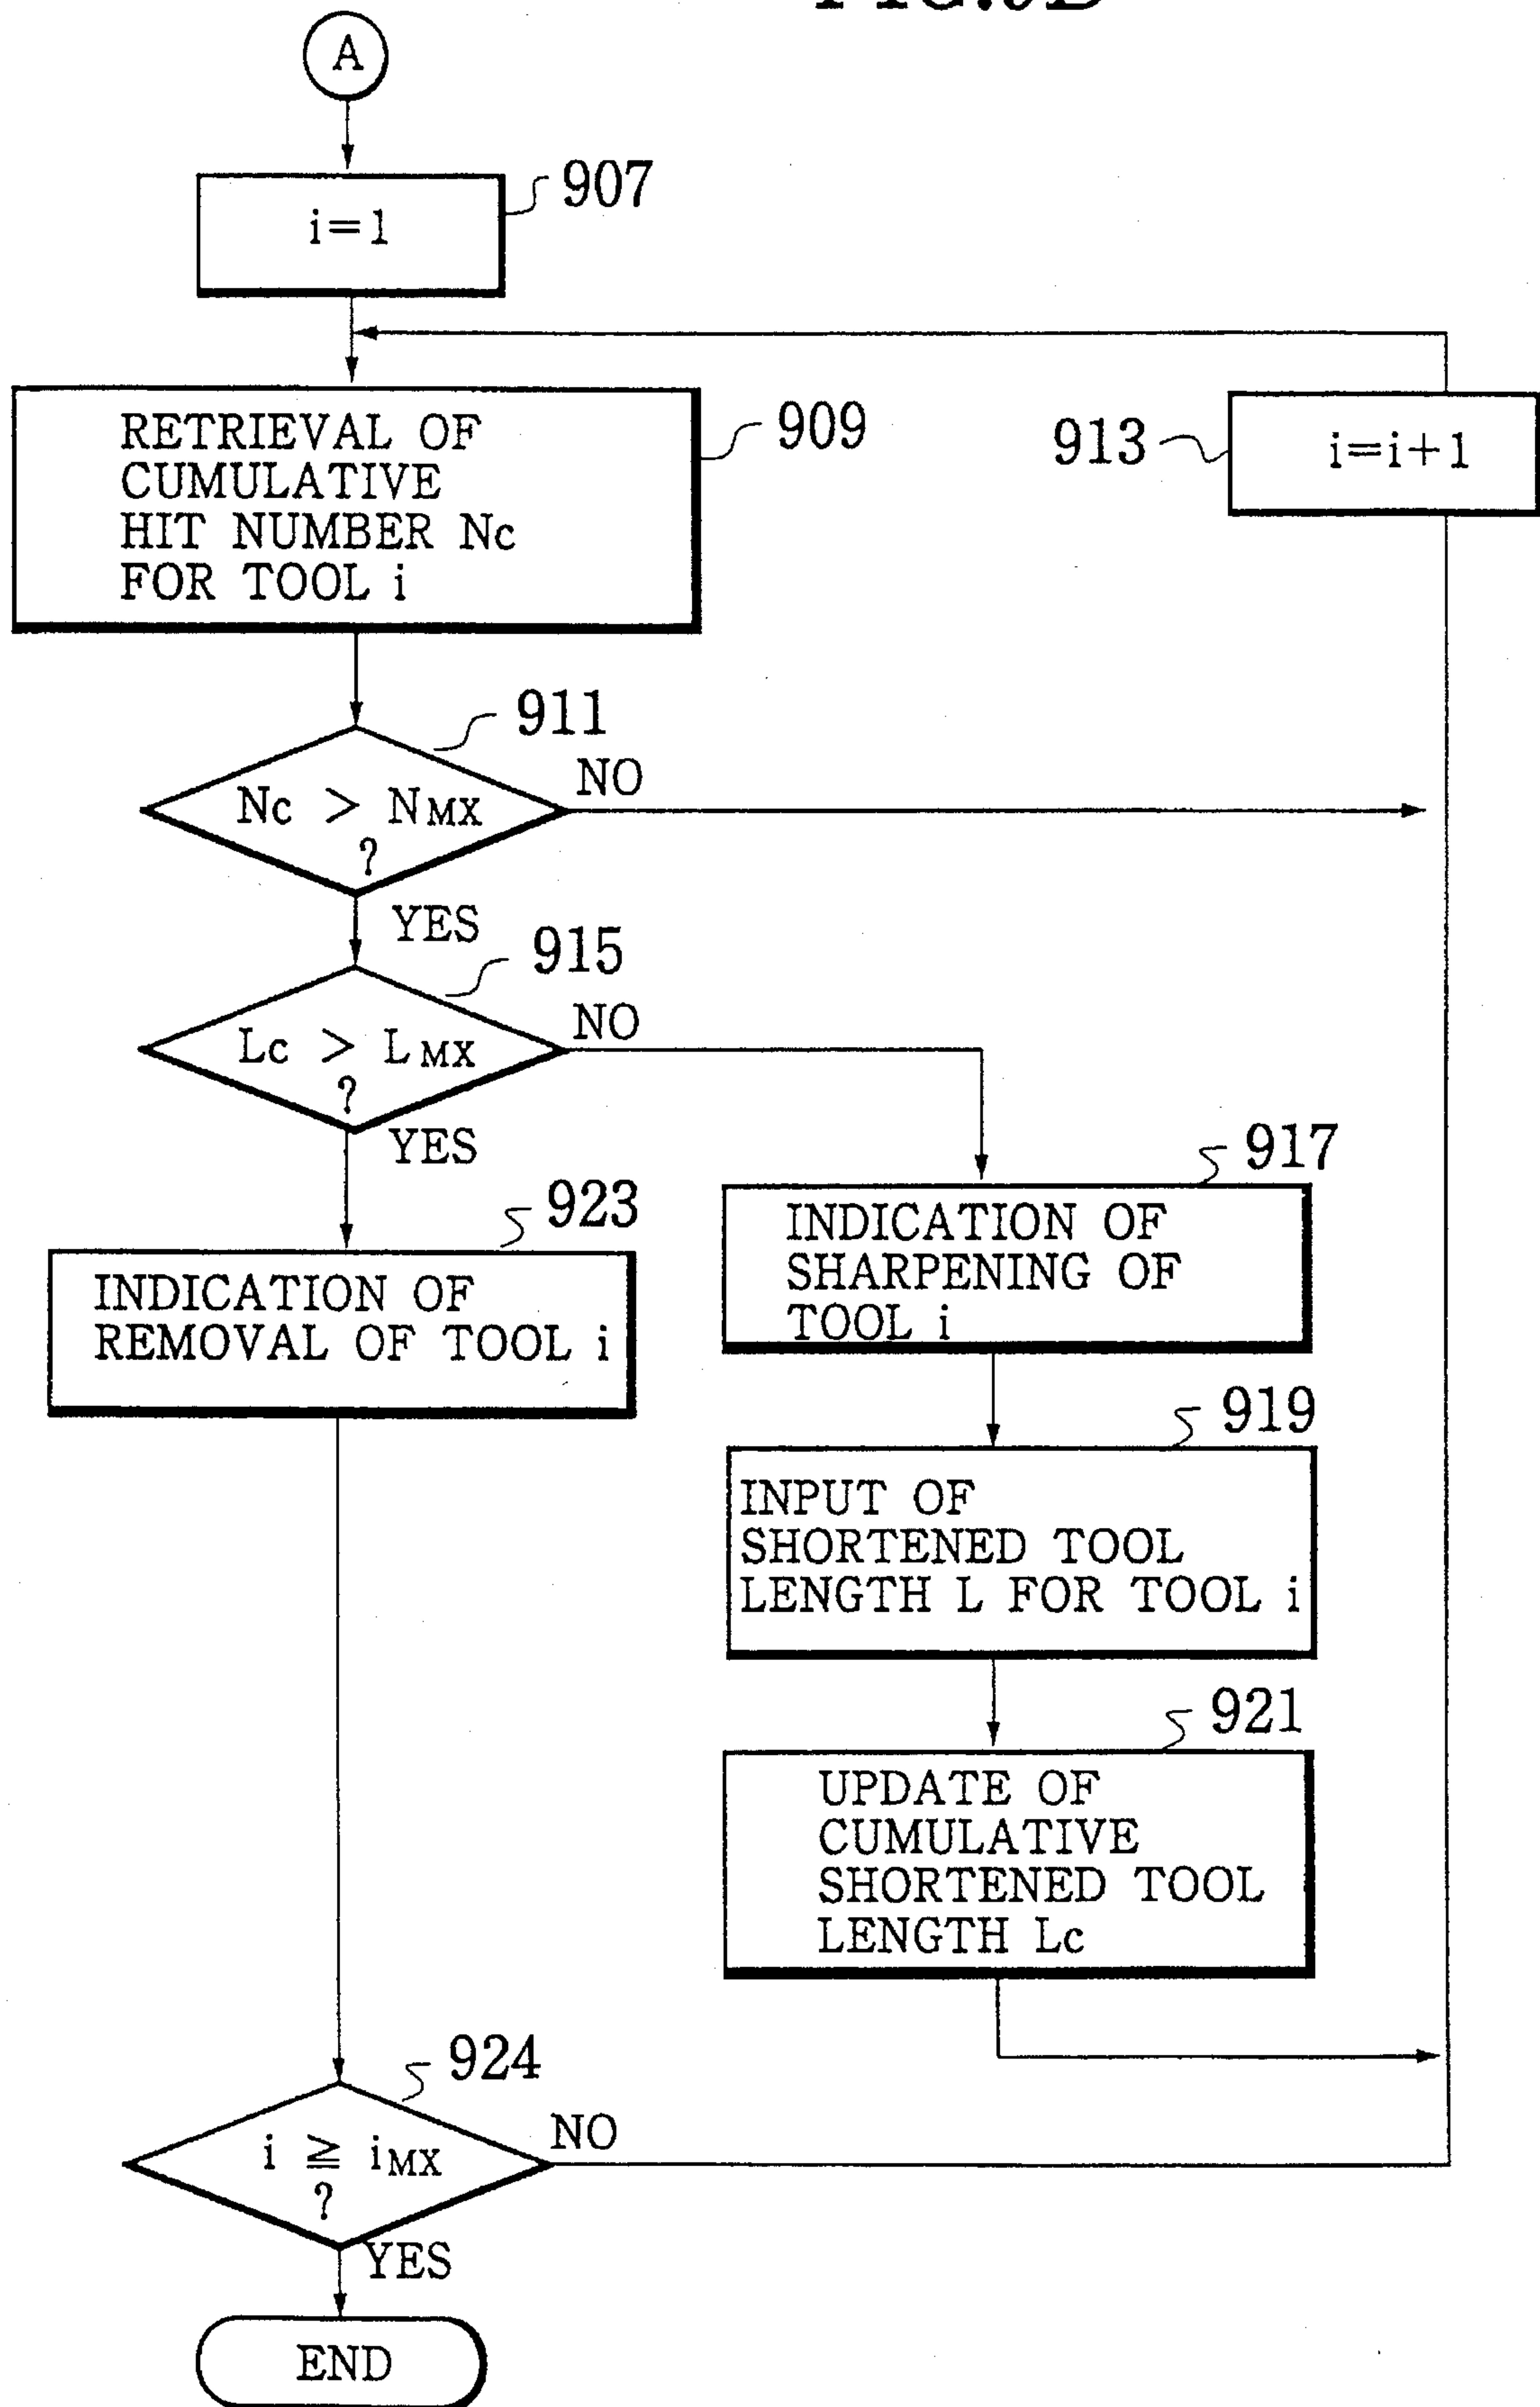 A
907
i=1
RETRIEVAL OF
CUMULATIVE
HIT NUMBER Nc
FOR TOOL i
909
913
i=i+1
911
Nc > NMX
?
NO
YES
915
Lc > LMX
?
NO
YES
917
INDICATION OF
SHARPENING OF
TOOL i
923
INDICATION OF
REMOVAL OF TOOL i
919
INPUT OF
SHORTENED TOOL
LENGTH L FOR TOOL i
921
UPDATE OF
CUMULATIVE
SHORTENED TOOL
LENGTH Lc
924
i ≧ iMX
?
NO
YES
END